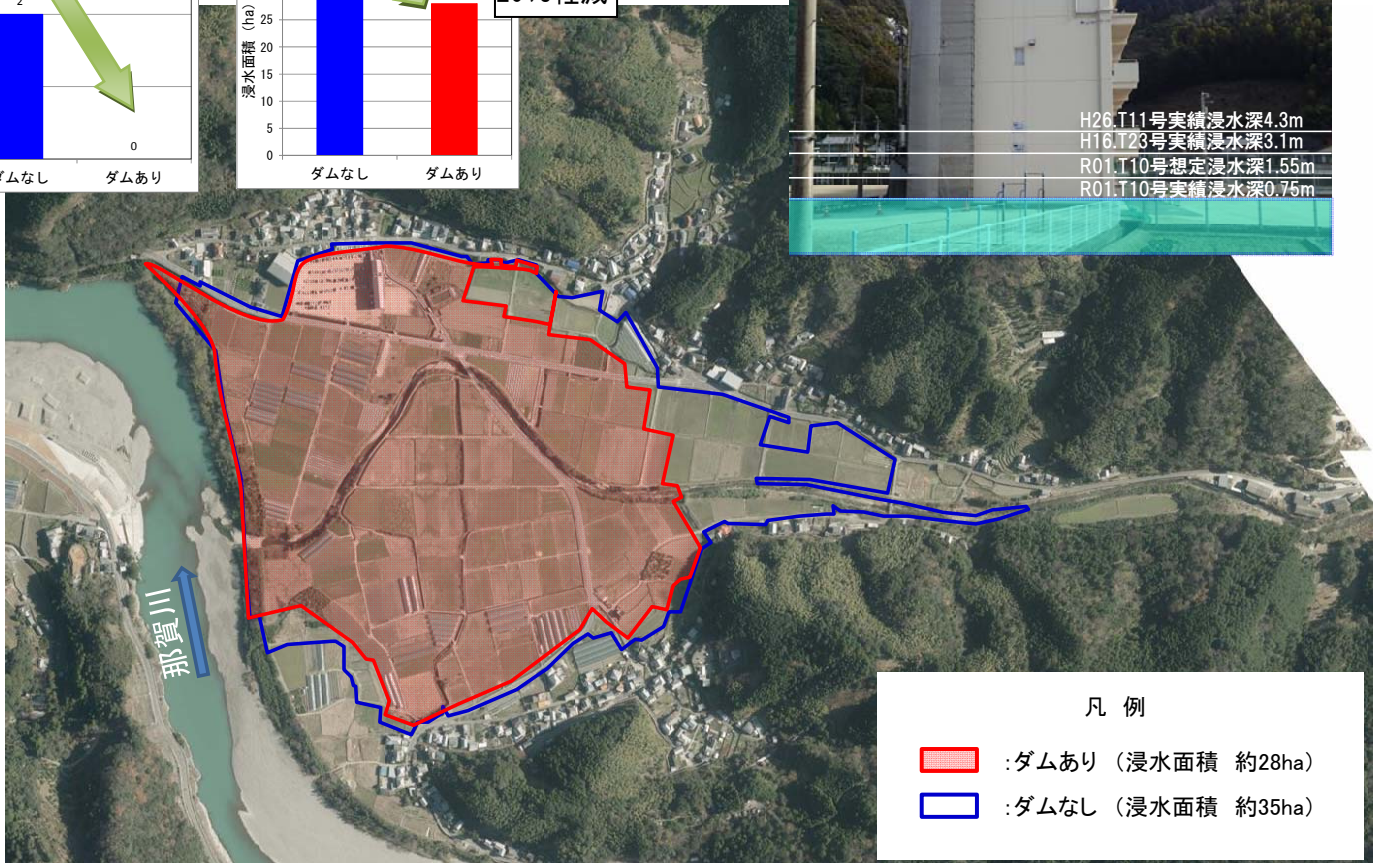 2
0
ダムなし
ダムあり
浸水面積 (ha)
25
20
15
10
5
0
ダムなし
ダムあり
H26.T11号実績浸水深4.3m
H16.T23号実績浸水深3.1m
R01.T10号想定浸水深1.55m
R01.T10号実績浸水深0.75m
那賀川
凡 例
:ダムあり (浸水面積 約28ha)
:ダムなし (浸水面積 約35ha)